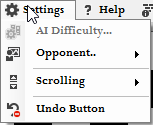 Settings ? Help
AI Difficulty...
Opponent..
Scrolling
Undo Button